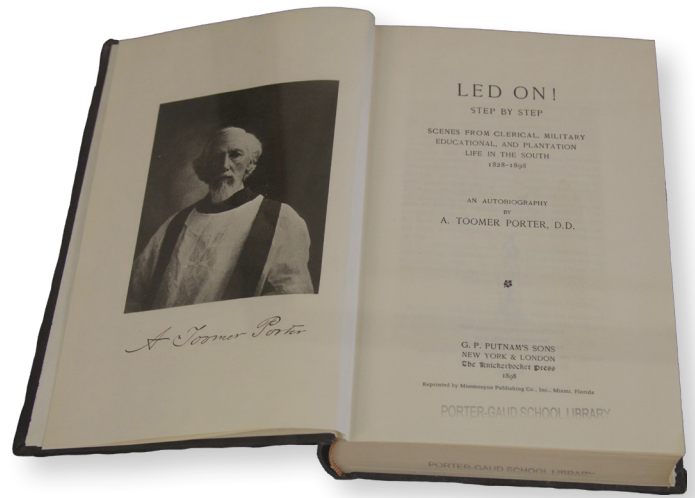 A Toomer Porter
LED ON!
STEP BY STEP
SCENES FROM CLERICAL, MILITARY
EDUCATIONAL, AND PLANTATION
LIFE IN THE SOUTH
1828-1896
AN AUTOBIOGRAPHY
BY
A. TOOMER PORTER, D.D.
G. P. PUTNAM'S SONS
NEW YORK & LONDON
The Knickerbocker Press
1898
Reprinted by Mnemosyne Publishing Co., Inc., Miami, Florida
PORTER-GAUD SCHOOL LIBRARY
PORTER-GAUD SCHOOL LIBRARY